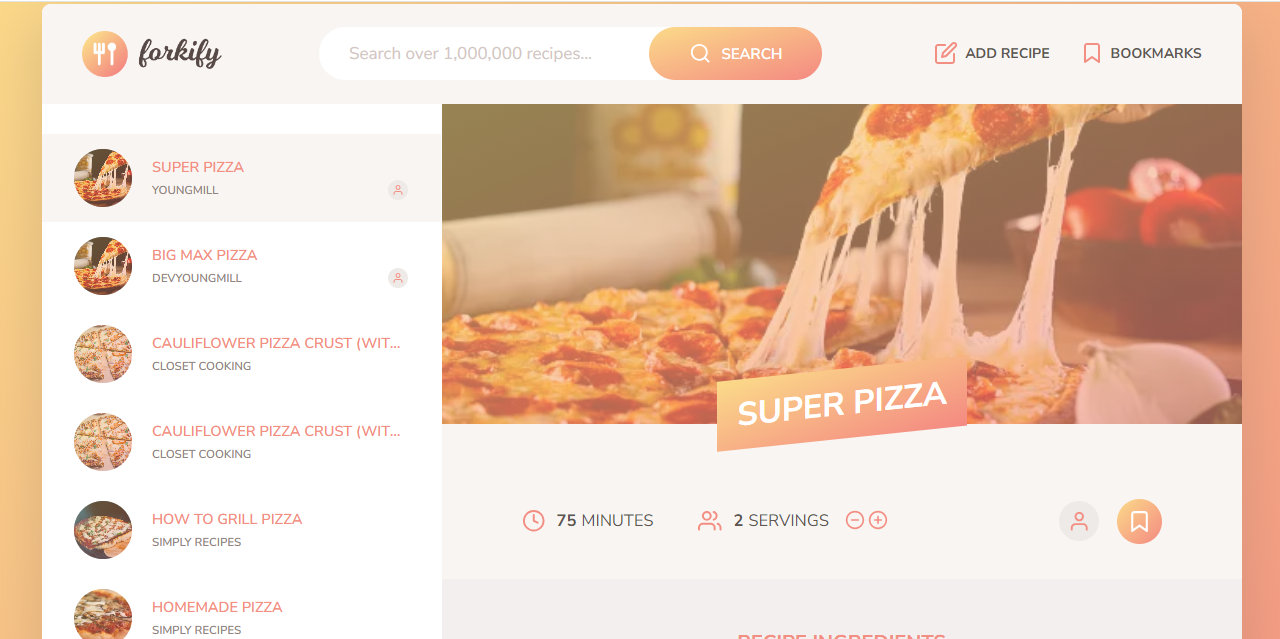 forkify
Search over 1,000,000 recipes...
SEARCH
ADD RECIPE
BOOKMARKS
SUPER PIZZA
YOUNGMILL
BIG MAX PIZZA
DEVYOUNGMILL
CAULIFLOWER PIZZA CRUST (WIT...
CLOSET COOKING
CAULIFLOWER PIZZA CRUST (WIT...
CLOSET COOKING
HOW TO GRILL PIZZA
SIMPLY RECIPES
HOMEMADE PIZZA
SIMPLY RECIPES
SUPER PIZZA
75 MINUTES
2 SERVINGS
RECIPE INGREDIENTS